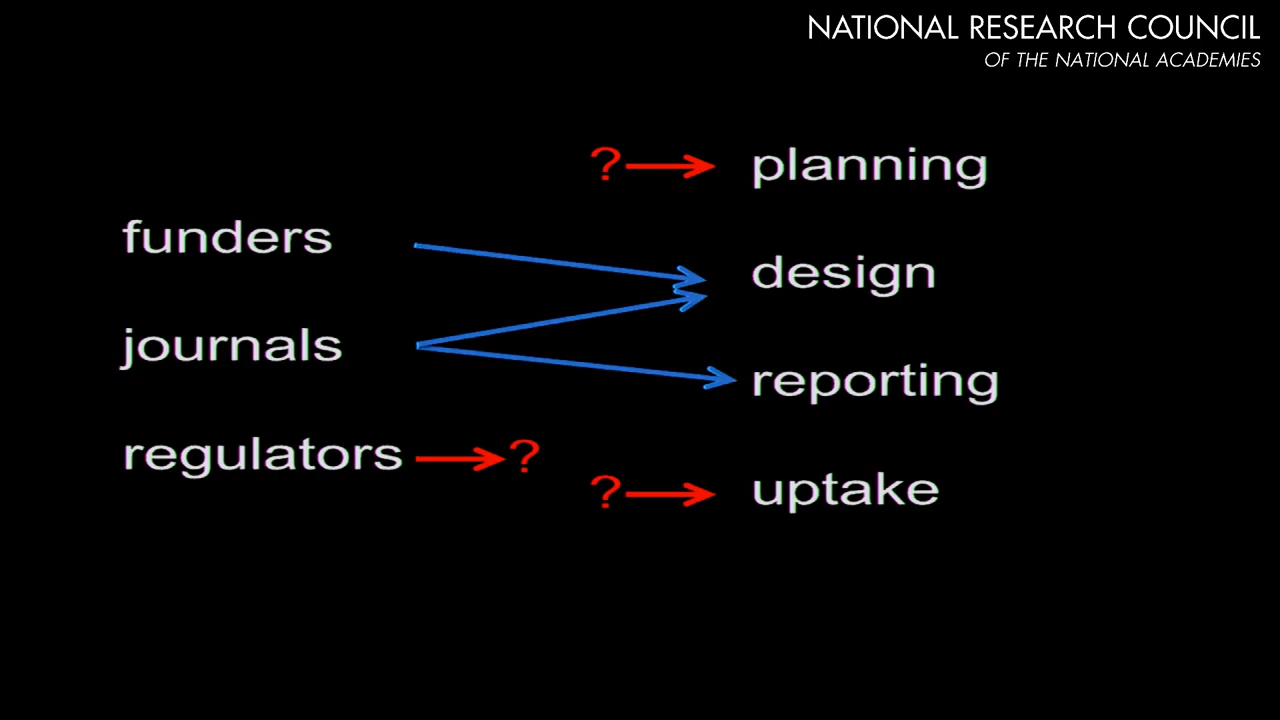 NATIONAL RESEARCH COUNCIL
OF THE NATIONAL ACADEMIES
? planning
funders
design
journals
reporting
regulators ?
? uptake